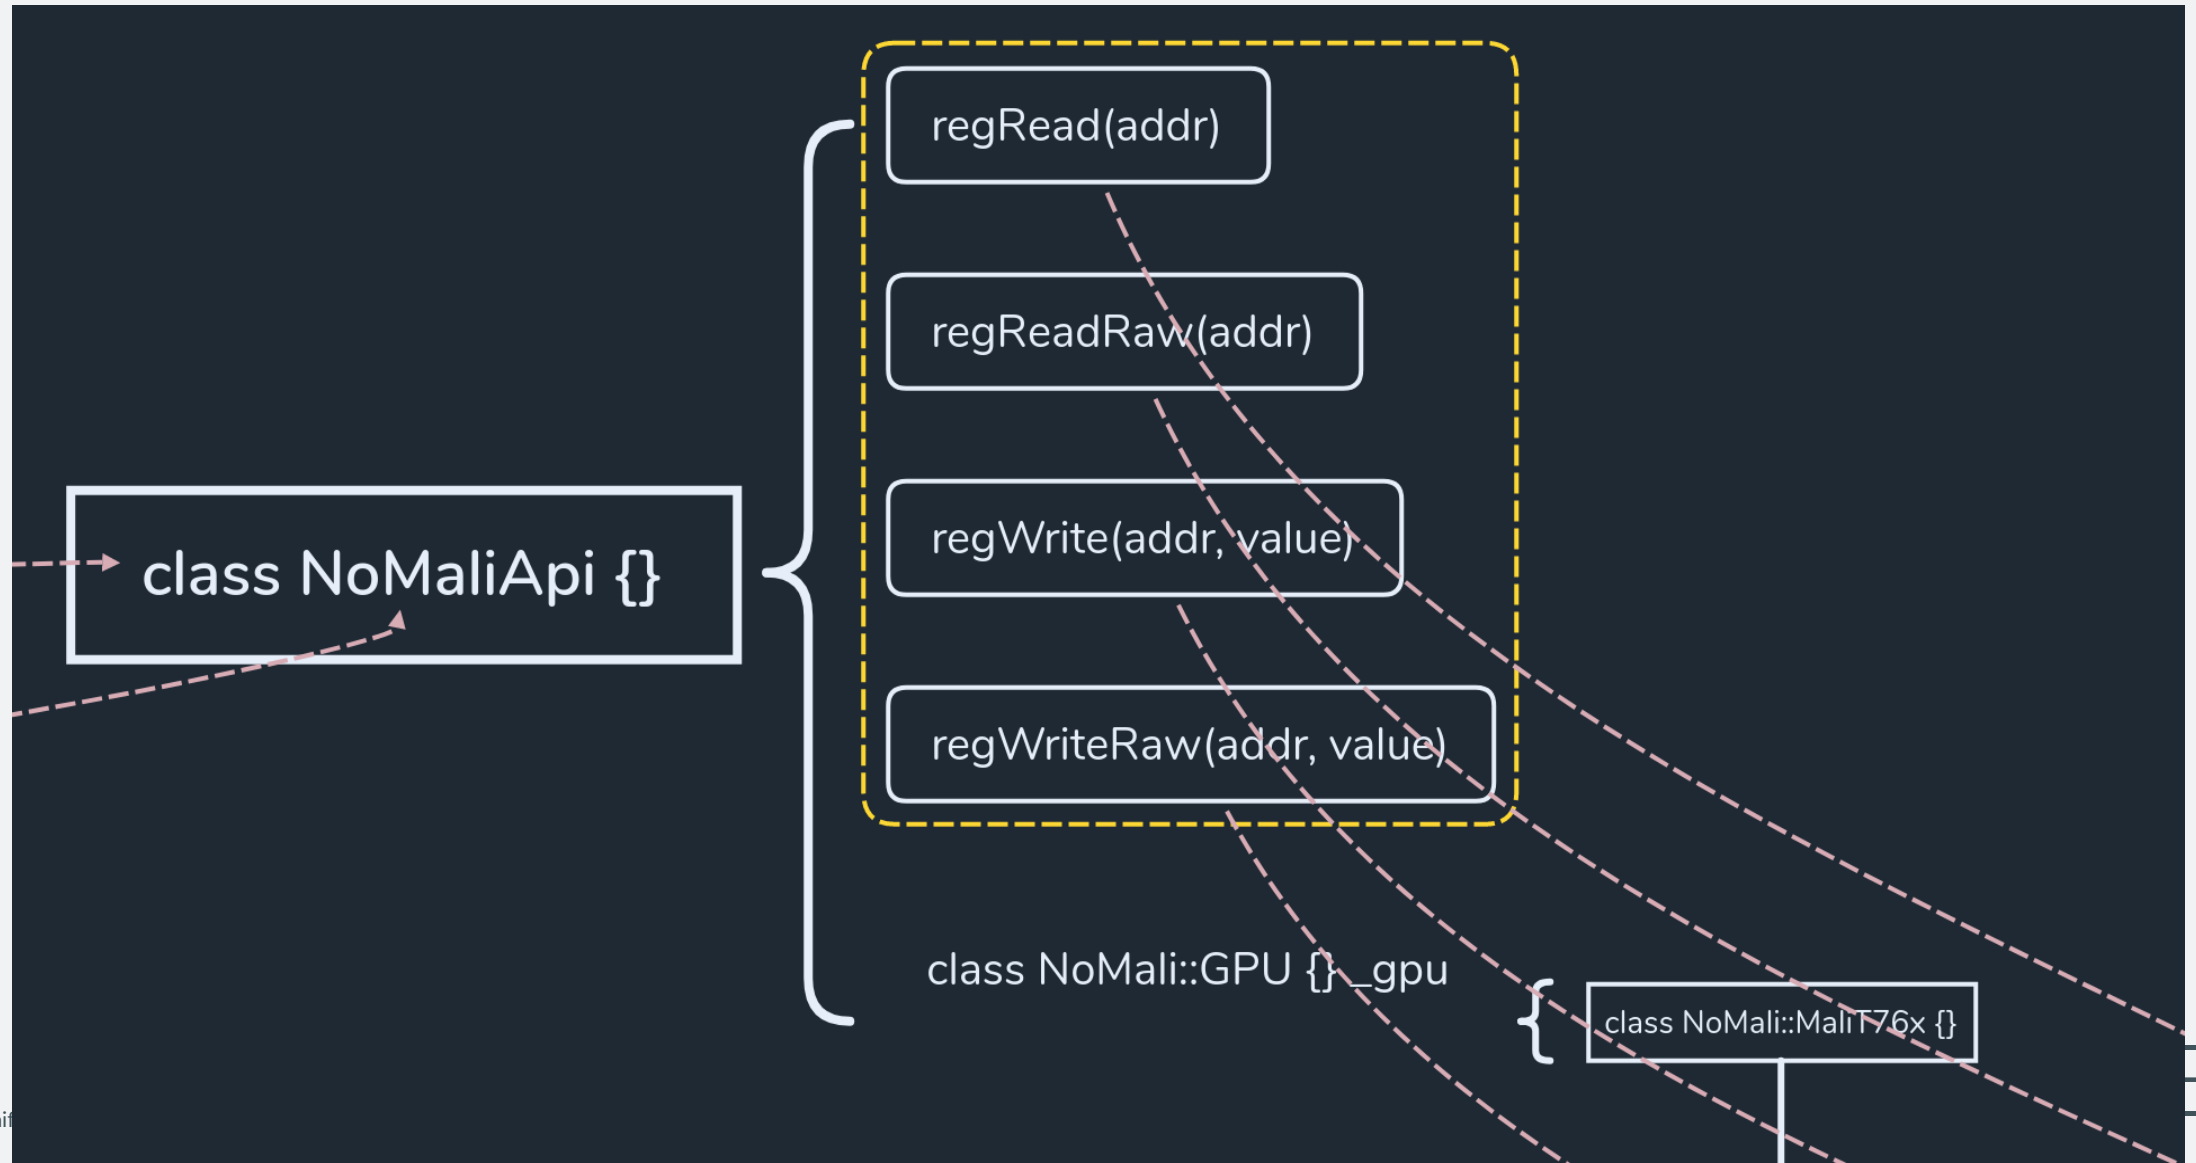 regRead(addr)
regReadRaw(addr)
regWrite(addr, value)
class NoMaliApi {}
regWriteRaw(addr, value)
class NoMali::GPU {} _gpu
class NoMali::MaliT76x {}